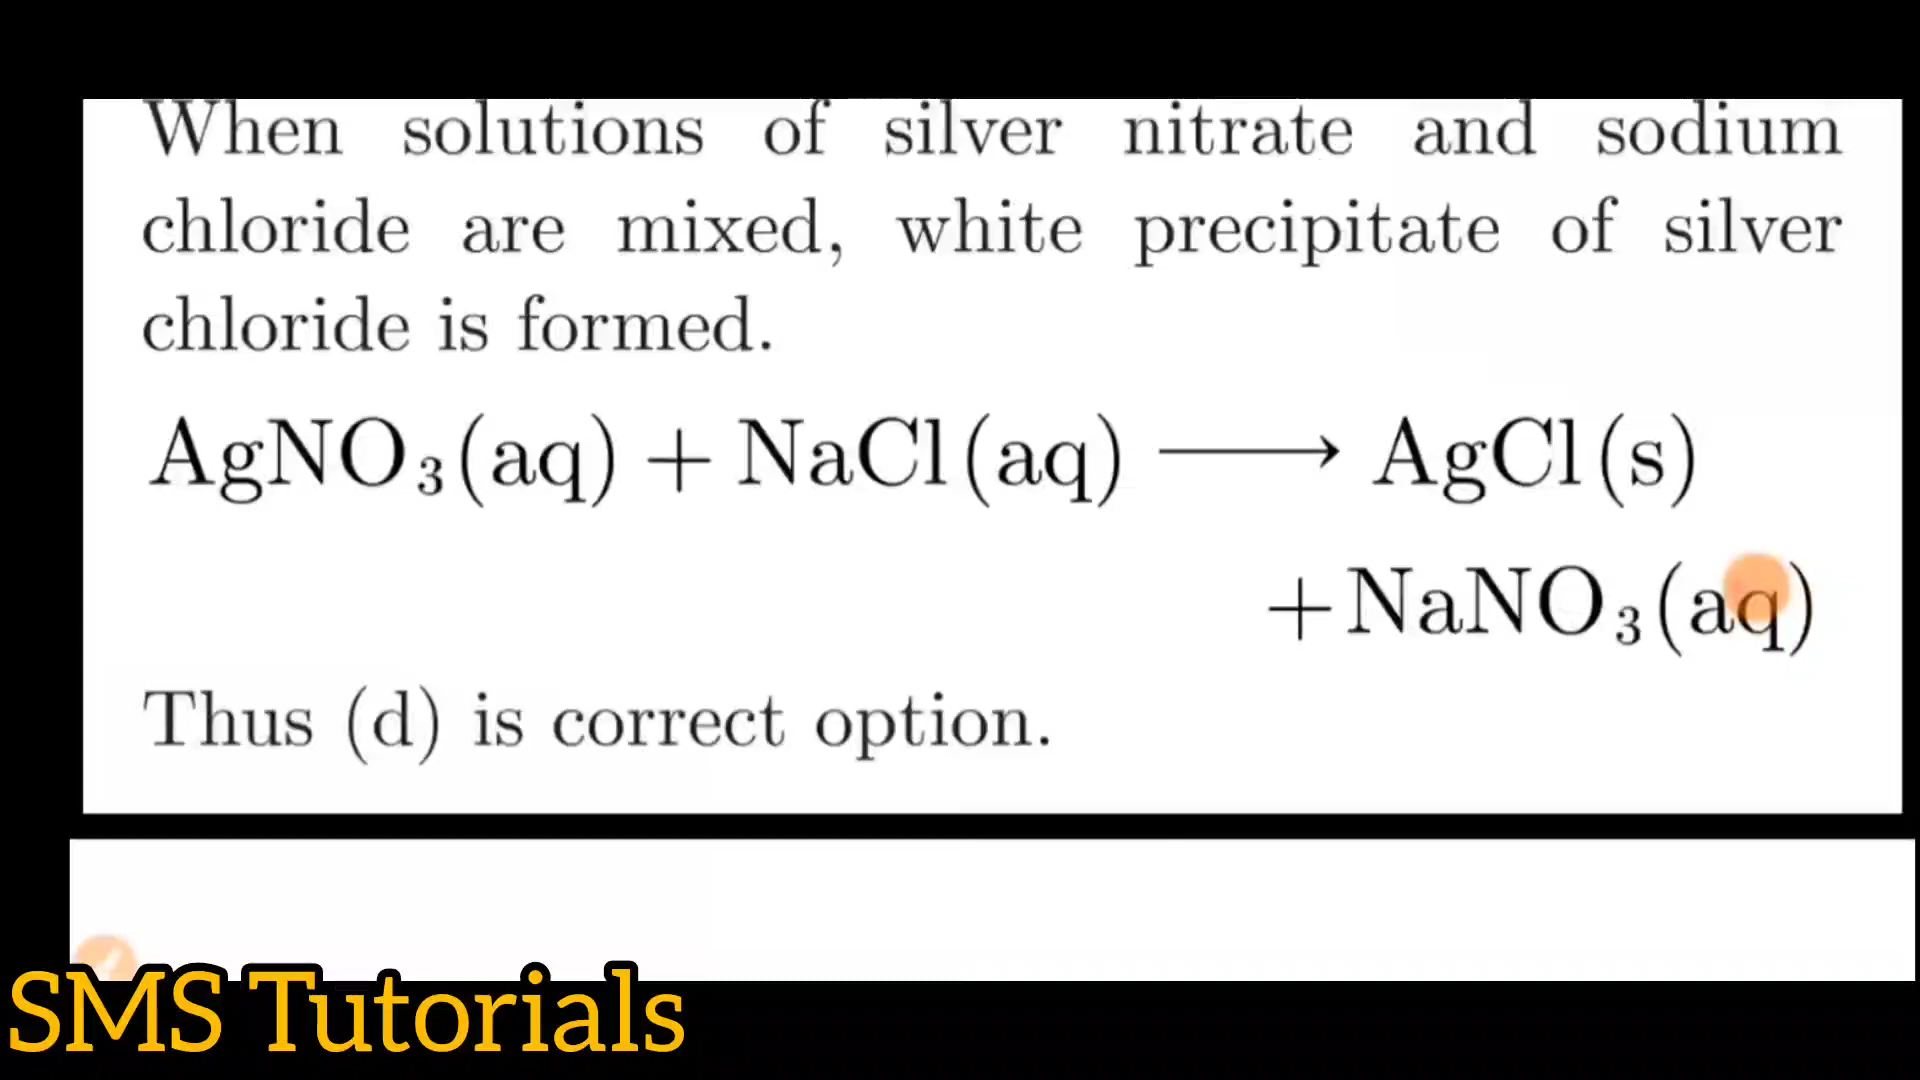 When solutions of silver nitrate and sodium
chloride are mixed, white precipitate of silver
chloride is formed.
AgNO₃(aq) + NaCl(aq) ⟶ AgCl(s)
+NaNO₃(aq)
Thus (d) is correct option.
SMS Tutorials